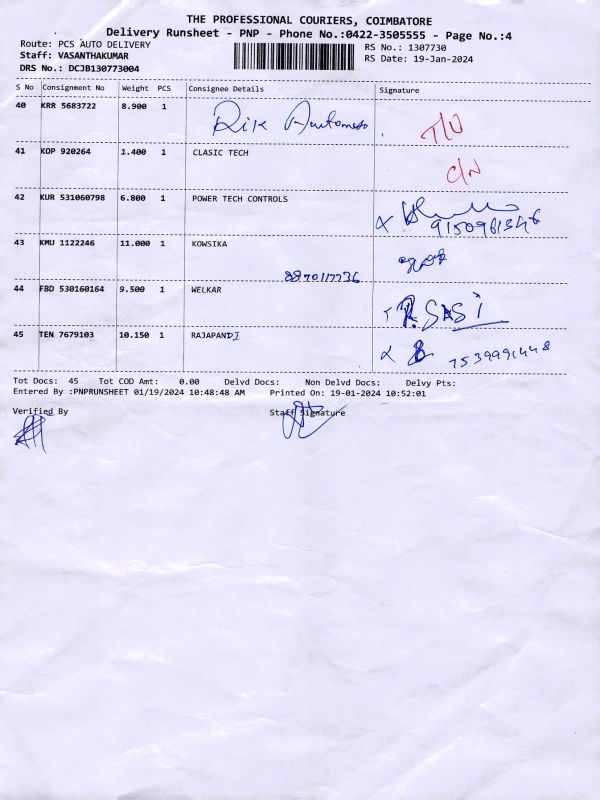 THE PROFESSIONAL COURIERS, COIMBATORE
Delivery Runsheet - PNP - Phone No.:0422-3505555 - Page No.:4
Route: PCS AUTO DELIVERY
RS No.: 1307730
Staff: VASANTHAKUMAR
RS Date: 19-Jan-2024
DRS No.: DCJB130773004
S No Consignment No Weight PCS Consignee Details Signature
40 KRR 5683722 8.900 1 Rik
T/U
41 KOP 920264 1.400 1 CLASIC TECH
C/N
42 KUR 531060798 6.800 1 POWER TECH CONTROLS
43 KMU 1122246 11.000 1 KOWSIKA
8870117736
44 FBD 530160164 9.500 1 WELKAR
SASI
45 TEN 7679103 10.150 1 RAJAPANDI
7539991448
Tot Docs: 45 Tot COD Amt: 0.00 Delvd Docs: Non Delvd Docs: Delvy Pts:
Entered By :PNPRUNSHEET 01/19/2024 10:48:48 AM Printed On: 19-01-2024 10:52:01
Verified By Staff Signature